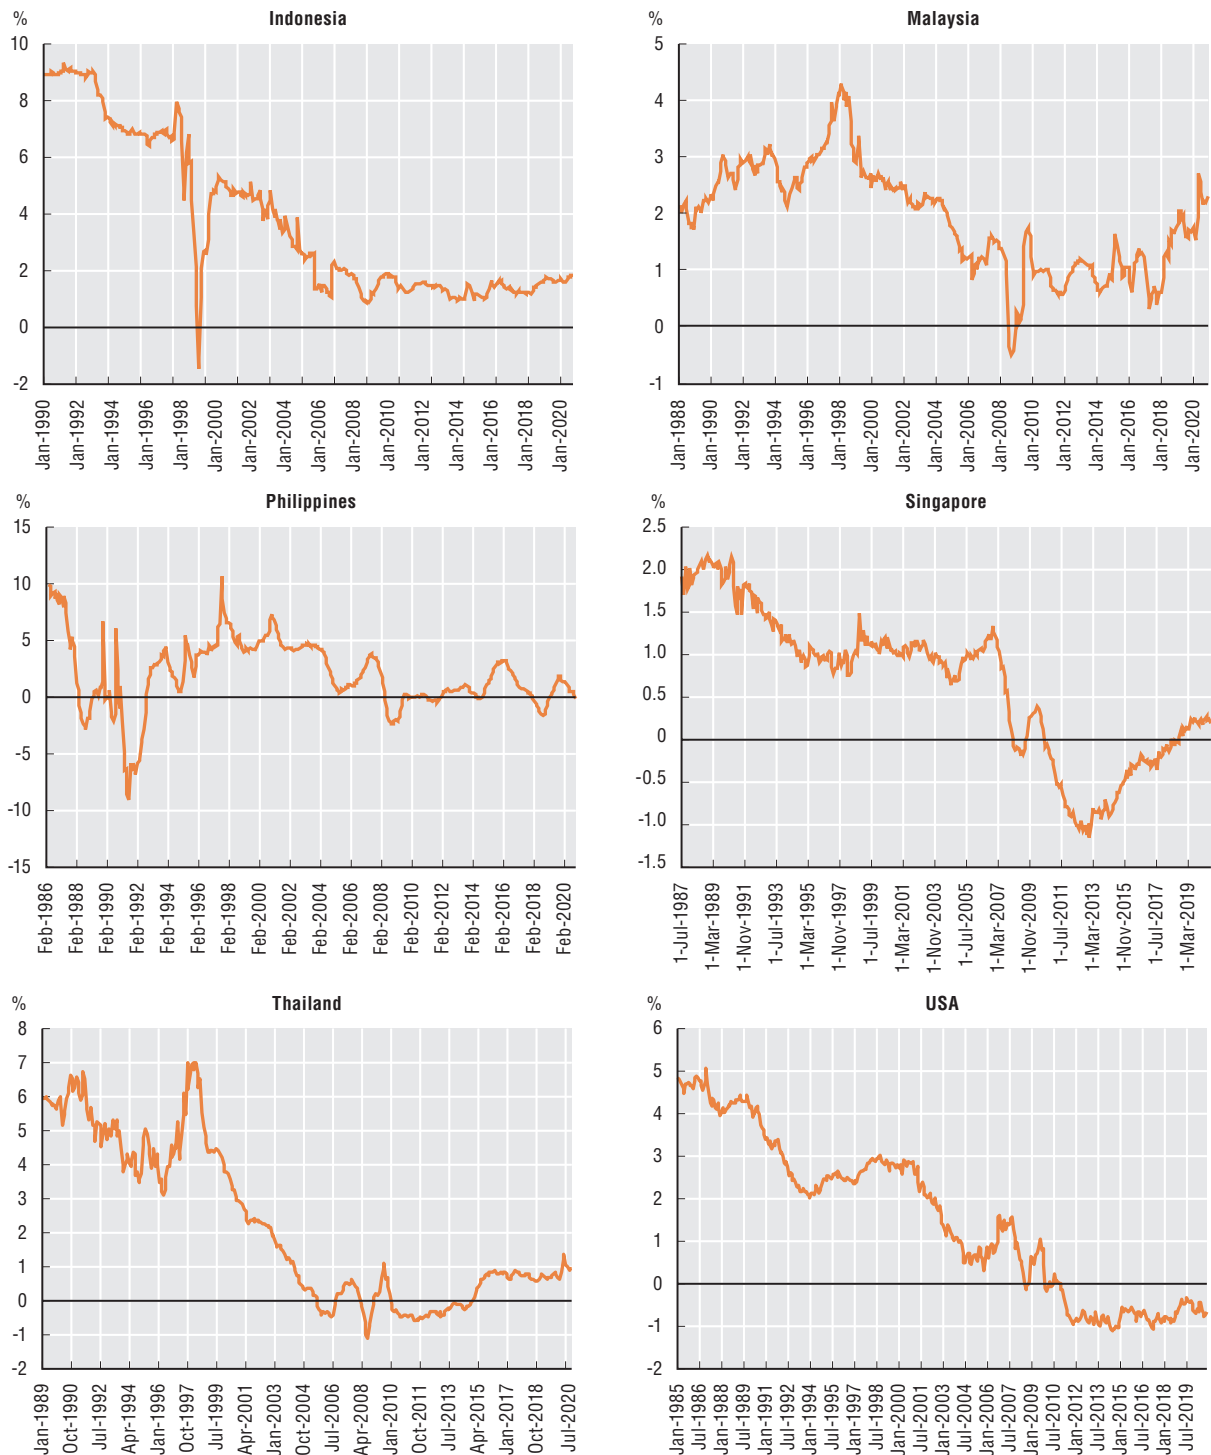 Indonesia
%
10
8
6
4
2
0
-2
Jan-1990
Jan-1992
Jan-1994
Jan-1996
Jan-1998
Jan-2000
Jan-2002
Jan-2004
Jan-2006
Jan-2008
Jan-2010
Jan-2012
Jan-2014
Jan-2016
Jan-2018
Jan-2020
Malaysia
%
5
4
3
2
1
0
-1
Jan-1988
Jan-1990
Jan-1992
Jan-1994
Jan-1996
Jan-1998
Jan-2000
Jan-2002
Jan-2004
Jan-2006
Jan-2008
Jan-2010
Jan-2012
Jan-2014
Jan-2016
Jan-2018
Jan-2020
Philippines
%
15
10
5
0
-5
-10
-15
Feb-1986
Feb-1988
Feb-1990
Feb-1992
Feb-1994
Feb-1996
Feb-1998
Feb-2000
Feb-2002
Feb-2004
Feb-2006
Feb-2008
Feb-2010
Feb-2012
Feb-2014
Feb-2016
Feb-2018
Feb-2020
Singapore
%
2.5
2.0
1.5
1.0
0.5
0
-0.5
-1.0
-1.5
1-Jul-1987
1-Mar-1989
1-Nov-1991
1-Jul-1993
1-Mar-1995
1-Nov-1997
1-Jul-1999
1-Mar-2001
1-Nov-2003
1-Jul-2005
1-Mar-2007
1-Nov-2009
1-Jul-2011
1-Mar-2013
1-Nov-2015
1-Jul-2017
1-Mar-2019
Thailand
%
8
7
6
5
4
3
2
1
0
-1
-2
Jan-1989
Oct-1990
Jul-1992
Apr-1994
Jan-1996
Oct-1997
Jul-1999
Apr-2001
Jan-2003
Oct-2004
Jul-2006
Apr-2008
Jan-2010
Oct-2011
Jul-2013
Apr-2015
Jan-2017
Oct-2018
Jul-2020
USA
%
6
5
4
3
2
1
0
-1
-2
Jan-1985
Jul-1986
Jan-1988
Jul-1989
Jan-1991
Jul-1992
Jan-1994
Jul-1995
Jan-1997
Jul-1998
Jan-2000
Jul-2001
Jan-2003
Jul-2004
Jan-2006
Jul-2007
Jan-2009
Jul-2010
Jan-2012
Jul-2013
Jan-2015
Jul-2016
Jan-2018
Jul-2019